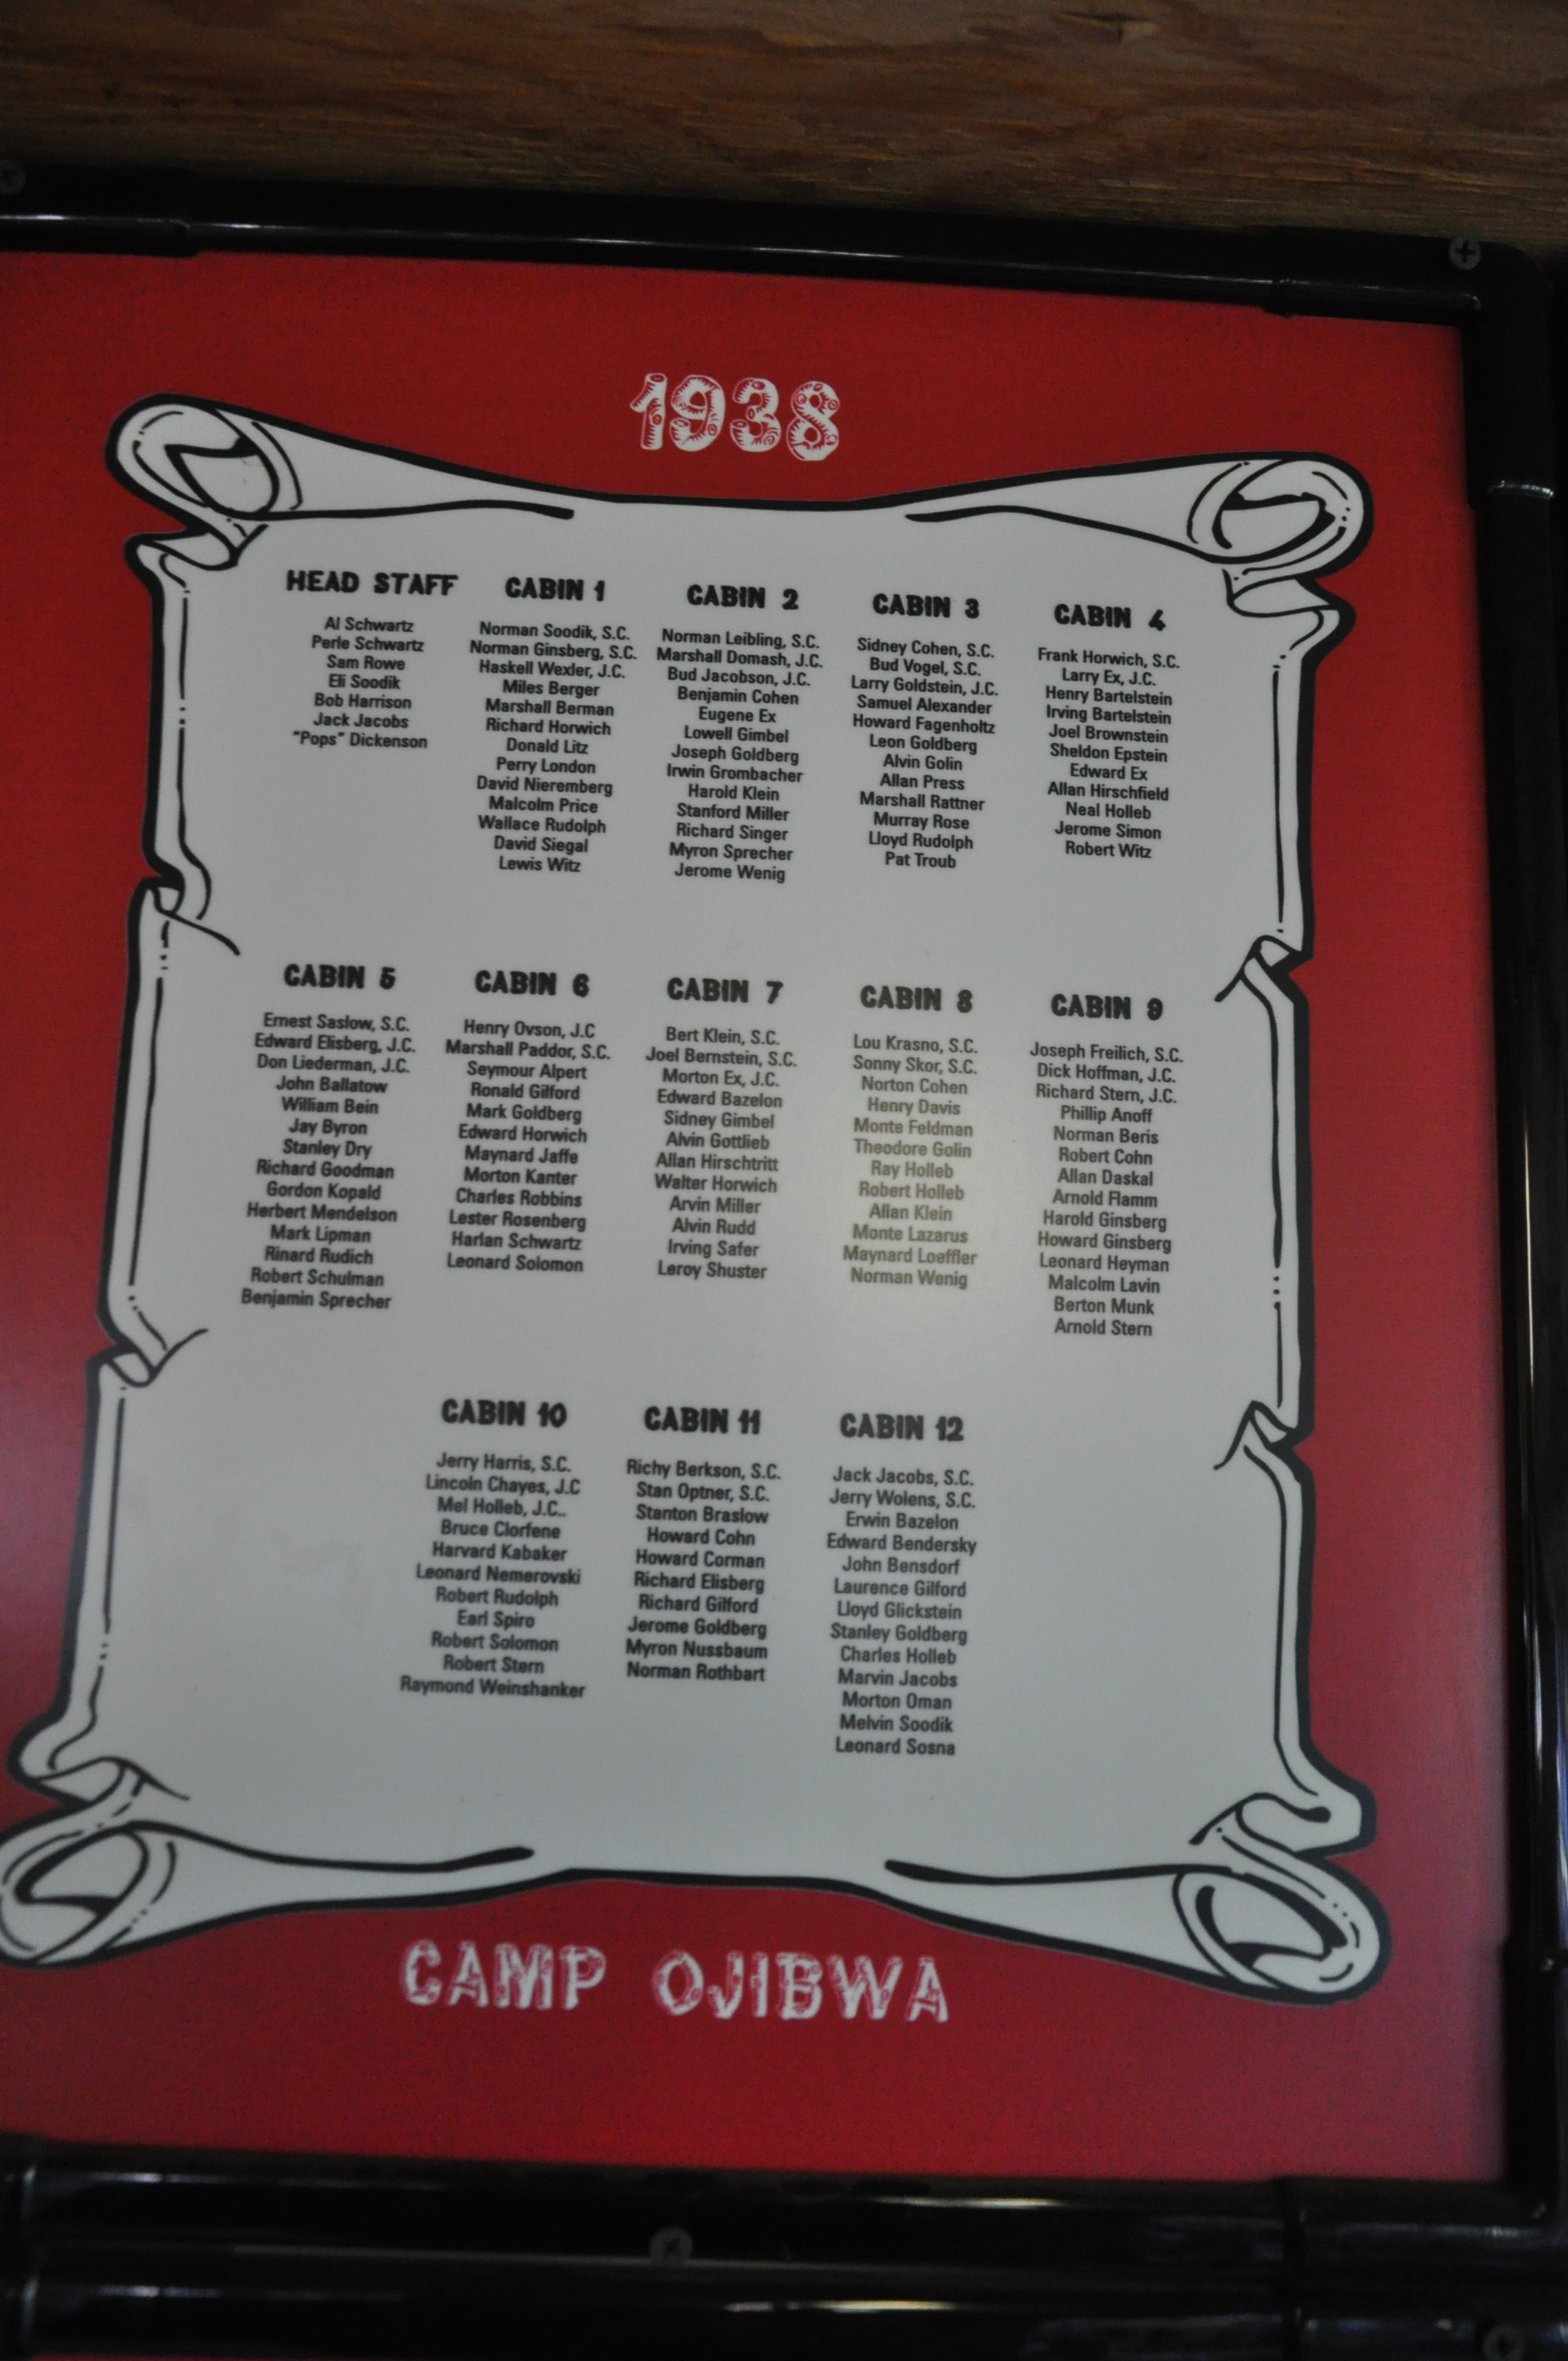 1938
HEAD STAFF
Al Schwartz
Perle Schwartz
Sam Rowe
Eli Soodik
Bob Harrison
Jack Jacobs
"Pops" Dickenson
CABIN 1
Norman Soodik, S.C.
Norman Ginsberg, S.C.
Haskell Wexler, J.C.
Miles Berger
Marshall Berman
Richard Horwich
Donald Litz
Perry London
David Nieremberg
Malcolm Price
Wallace Rudolph
David Siegal
Lewis Witz
CABIN 2
Norman Leibling, S.C.
Marshall Domash, J.C.
Bud Jacobson, J.C.
Benjamin Cohen
Eugene Ex
Lowell Gimbel
Joseph Goldberg
Irwin Grombacher
Harold Klein
Stanford Miller
Richard Singer
Myron Sprecher
Jerome Wenig
CABIN 3
Sidney Cohen, S.C.
Bud Vogel, S.C.
Larry Goldstein, J.C.
Samuel Alexander
Howard Fagenholtz
Leon Goldberg
Alvin Golin
Allan Press
Marshall Rattner
Murray Rose
Lloyd Rudolph
Pat Troub
CABIN 4
Frank Horwich, S.C.
Larry Ex, J.C.
Henry Bartelstein
Irving Bartelstein
Joel Brownstein
Sheldon Epstein
Edward Ex
Allan Hirschfield
Neal Holleb
Jerome Simon
Robert Witz
CABIN 5
Ernest Saslow, S.C.
Edward Elisberg, J.C.
Don Liederman, J.C.
John Ballatow
William Bein
Jay Byron
Stanley Dry
Richard Goodman
Gordon Kopald
Herbert Mendelson
Mark Lipman
Rinard Rudich
Robert Schulman
Benjamin Sprecher
CABIN 6
Henry Ovson, J.C
Marshall Paddor, S.C.
Seymour Alpert
Ronald Gilford
Mark Goldberg
Edward Horwich
Maynard Jaffe
Morton Kanter
Charles Robbins
Lester Rosenberg
Harlan Schwartz
Leonard Solomon
CABIN 7
Bert Klein, S.C.
Joel Bernstein, S.C.
Morton Ex, J.C.
Edward Bazelon
Sidney Gimbel
Alvin Gottlieb
Allan Hirschtritt
Walter Horwich
Arvin Miller
Alvin Rudd
Irving Safer
Leroy Shuster
CABIN 8
Lou Krasno, S.C.
Sonny Skor, S.C.
Norton Cohen
Henry Davis
Monte Feldman
Theodore Golin
Ray Holleb
Robert Holleb
Allan Klein
Monte Lazarus
Maynard Loeffler
Norman Wenig
CABIN 9
Joseph Freilich, S.C.
Dick Hoffman, J.C.
Richard Stern, J.C.
Phillip Anoff
Norman Beris
Robert Cohn
Allan Daskal
Arnold Flamm
Harold Ginsberg
Howard Ginsberg
Leonard Heyman
Malcolm Lavin
Berton Munk
Arnold Stern
CABIN 10
Jerry Harris, S.C.
Lincoln Chayes, J.C
Mel Holleb, J.C..
Bruce Clorfene
Harvard Kabaker
Leonard Nemerovski
Robert Rudolph
Earl Spiro
Robert Solomon
Robert Stern
Raymond Weinshanker
CABIN 11
Richy Berkson, S.C.
Stan Optner, S.C.
Stanton Braslow
Howard Cohn
Howard Corman
Richard Elisberg
Richard Gilford
Jerome Goldberg
Myron Nussbaum
Norman Rothbart
CABIN 12
Jack Jacobs, S.C.
Jerry Wolens, S.C.
Erwin Bazelon
Edward Bendersky
John Bensdorf
Laurence Gilford
Lloyd Glickstein
Stanley Goldberg
Charles Holleb
Marvin Jacobs
Morton Oman
Melvin Soodik
Leonard Sosna
CAMP OJIBWA